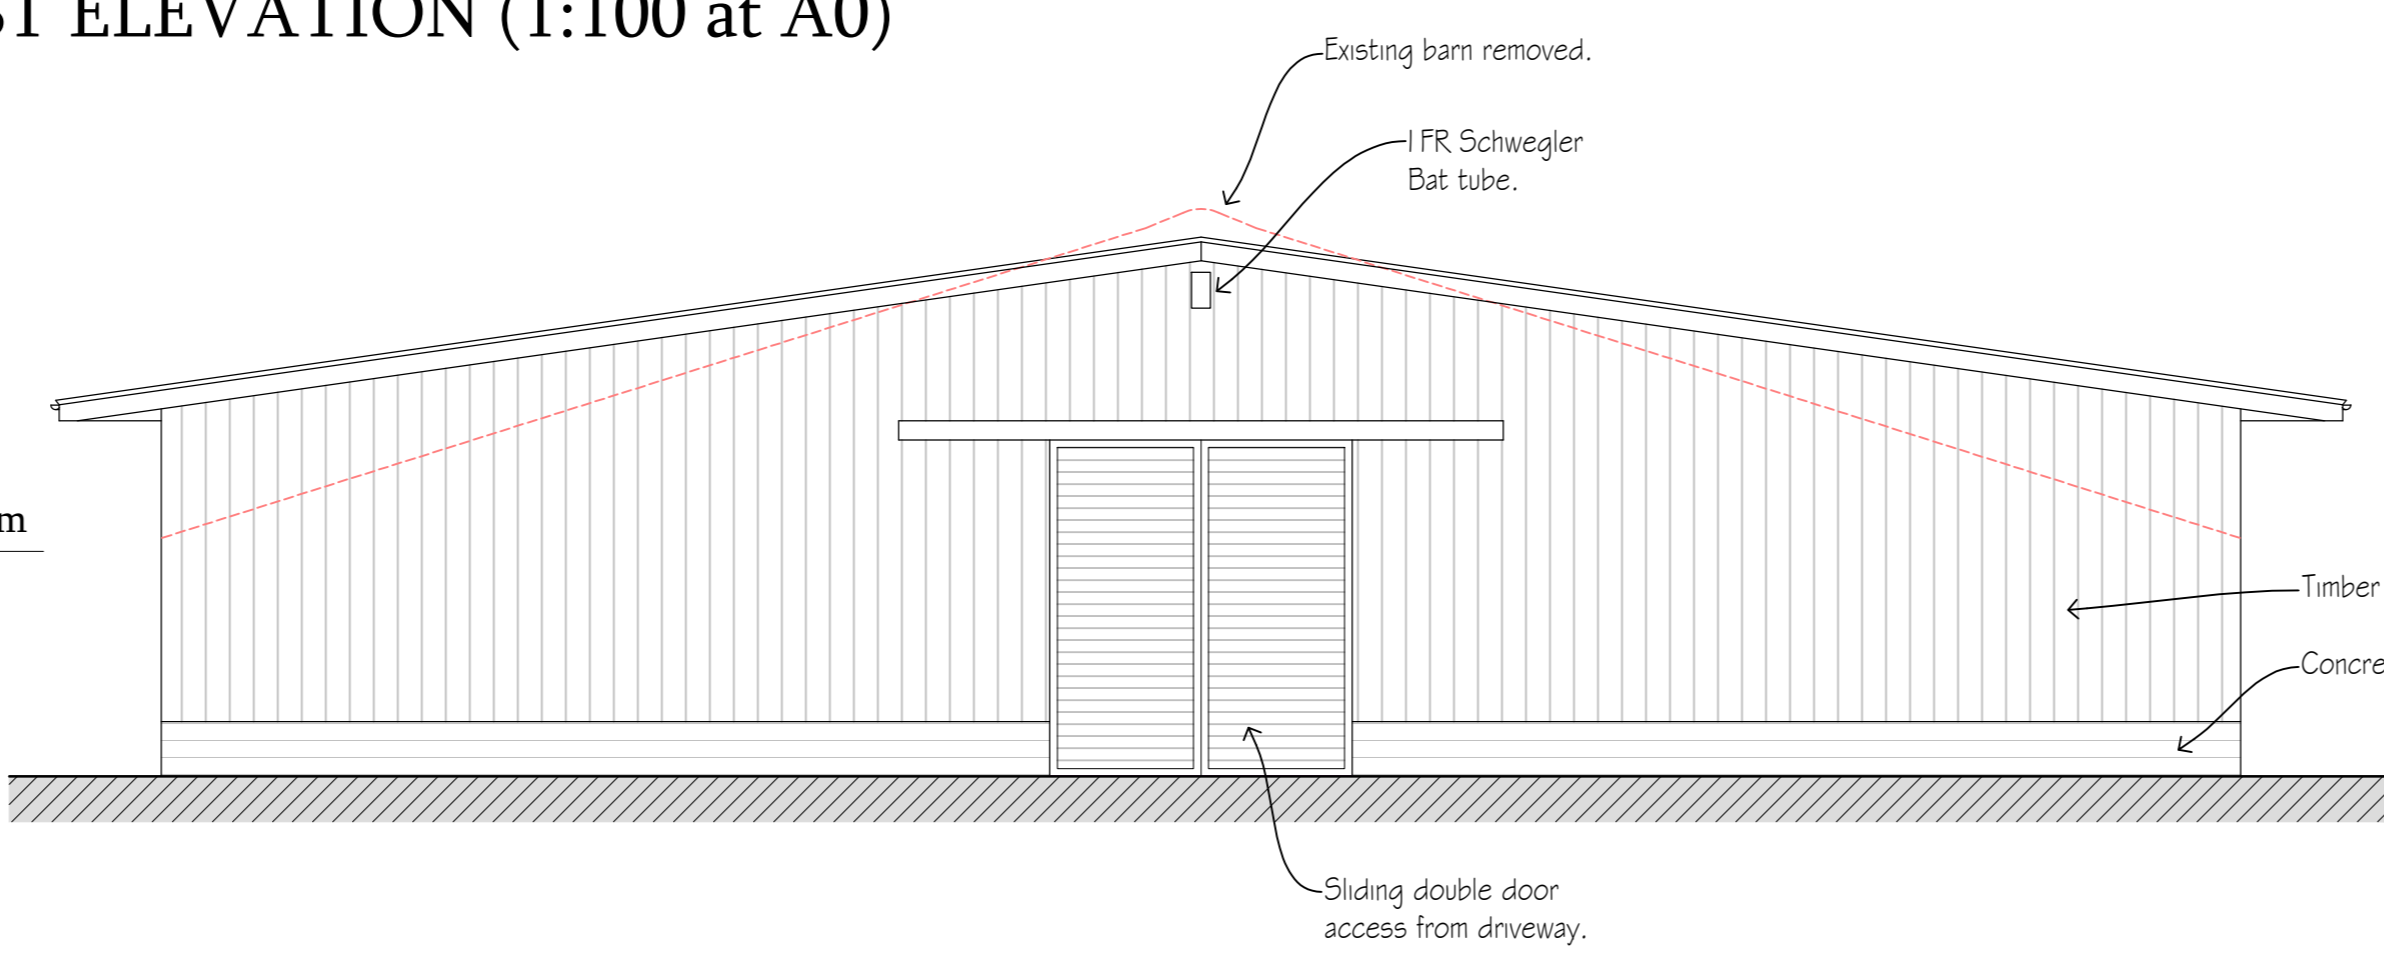 ELEVATION (1:100 at A0)
Existing barn removed.
1 FR Schwegler
Bat tube.
m
Timber
Sliding double door
access from driveway.